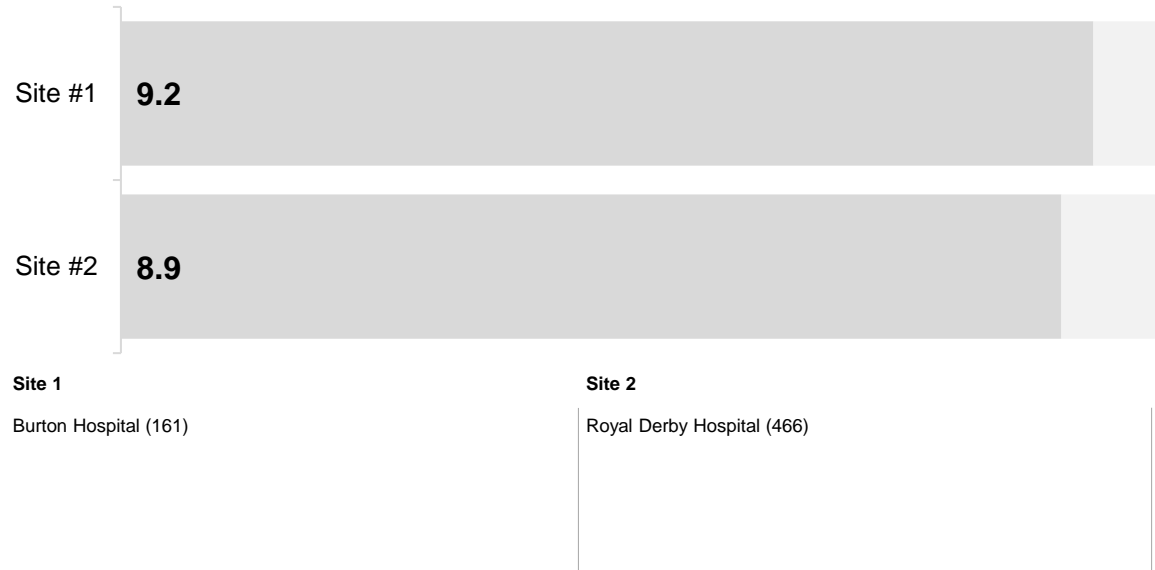 Site #1
9.2
Site #2
8.9
Site 1
Burton Hospital (161)
Site 2
Royal Derby Hospital (466)